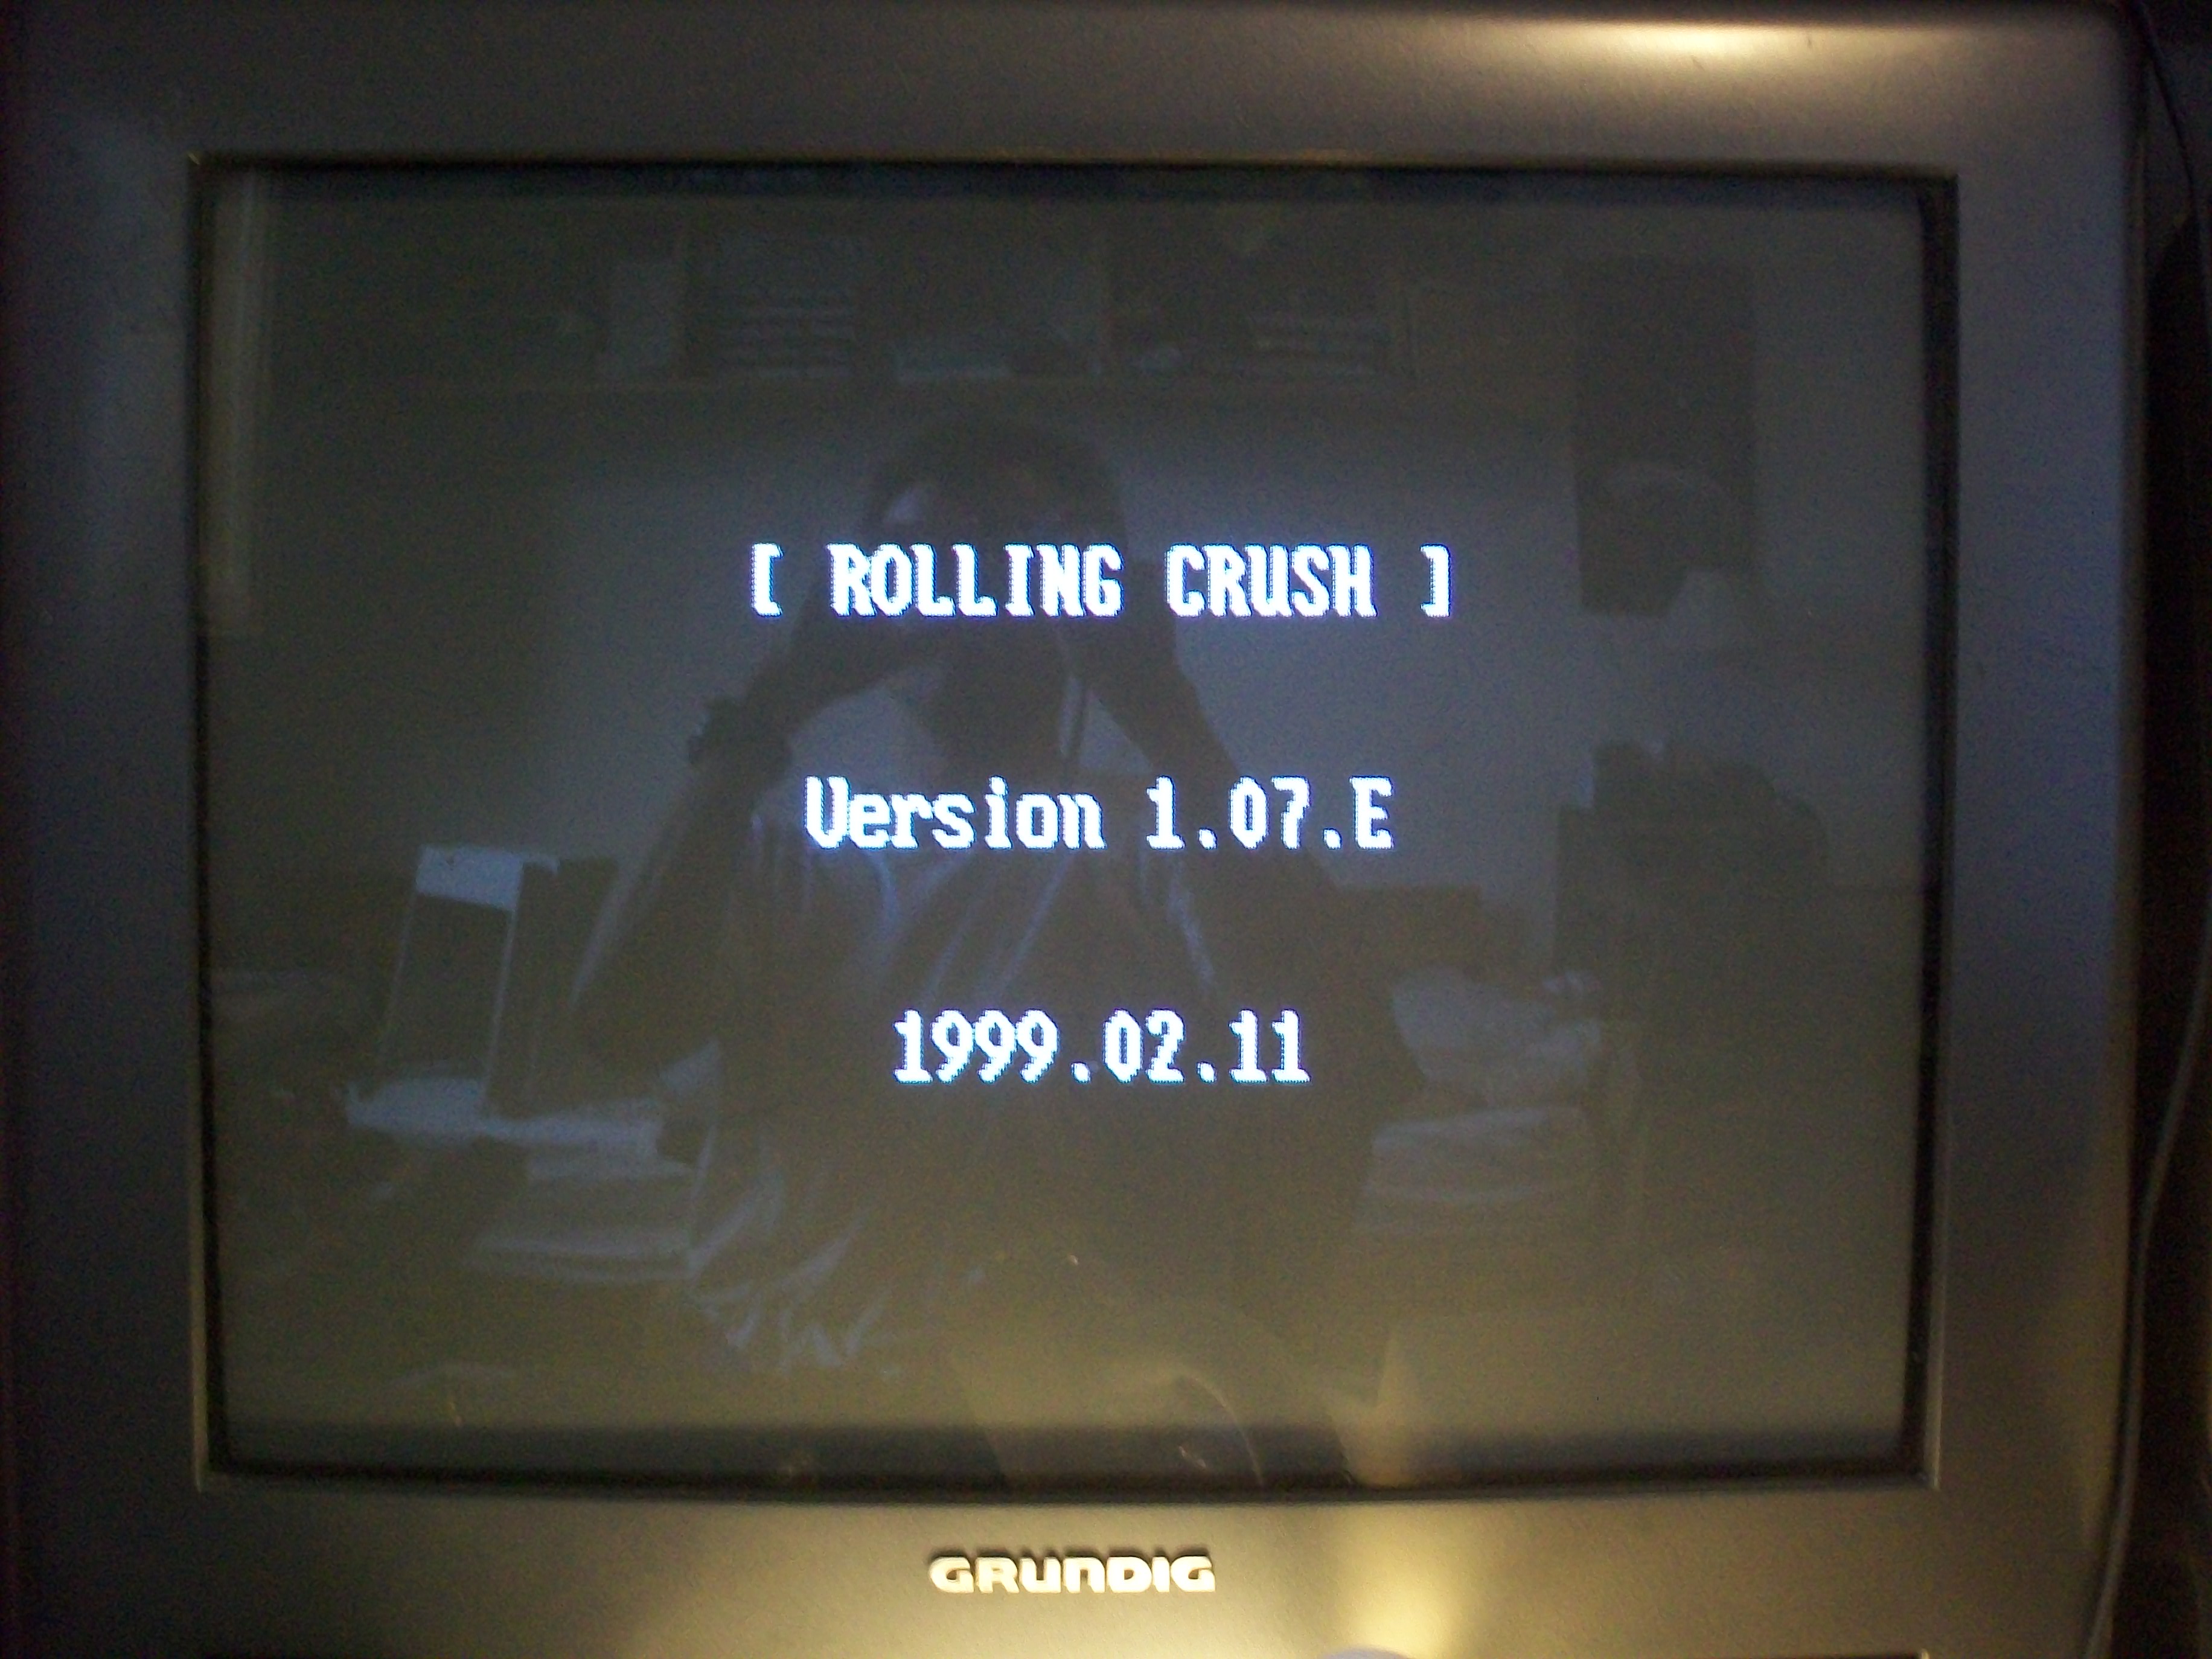 [ ROLLING CRUSH ]
Version 1.07.E
1999.02.11
GRUNDIG